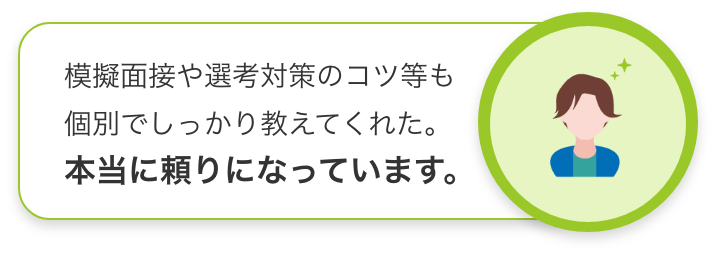 模擬面接や選考対策のコツ等も
個別でしっかり教えてくれた。
本当に頼りになっています。